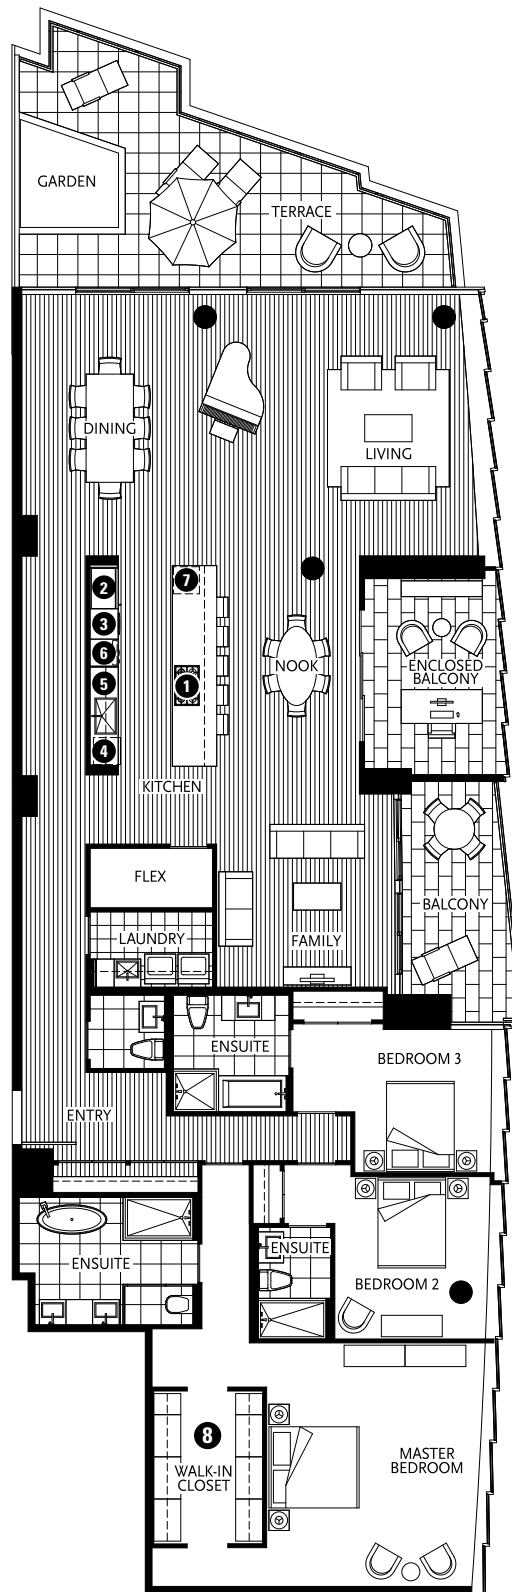 GARDEN
TERRACE
DINING
LIVING
2
7
3
6
NOOK
ENCLOSED
BALCONY
5
1
4
KITCHEN
FLEX
BALCONY
LAUNDRY
FAMILY
ENSUITE
BEDROOM 3
ENTRY
ENSUITE
ENSUITE
BEDROOM 2
8
WALK-IN
CLOSET
MASTER
BEDROOM